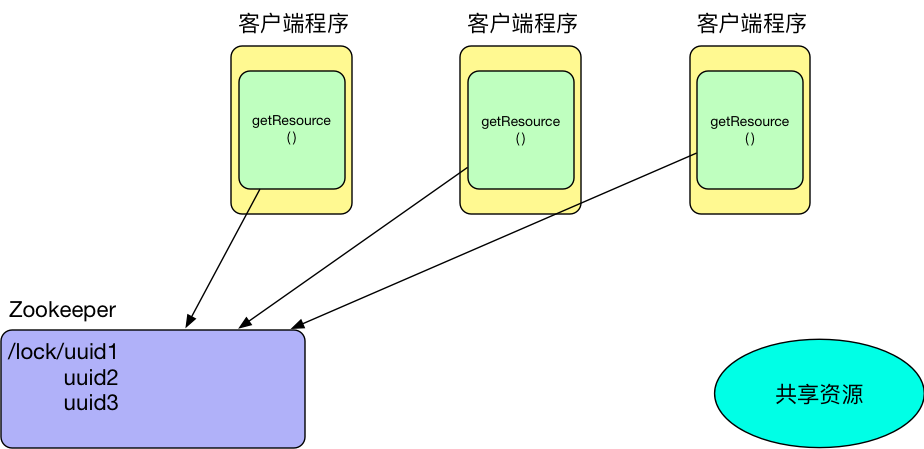 客户端程序
客户端程序
客户端程序
getResource
()
getResource
()
getResource
()
Zookeeper
/lock/uuid1
uuid2
uuid3
共享资源